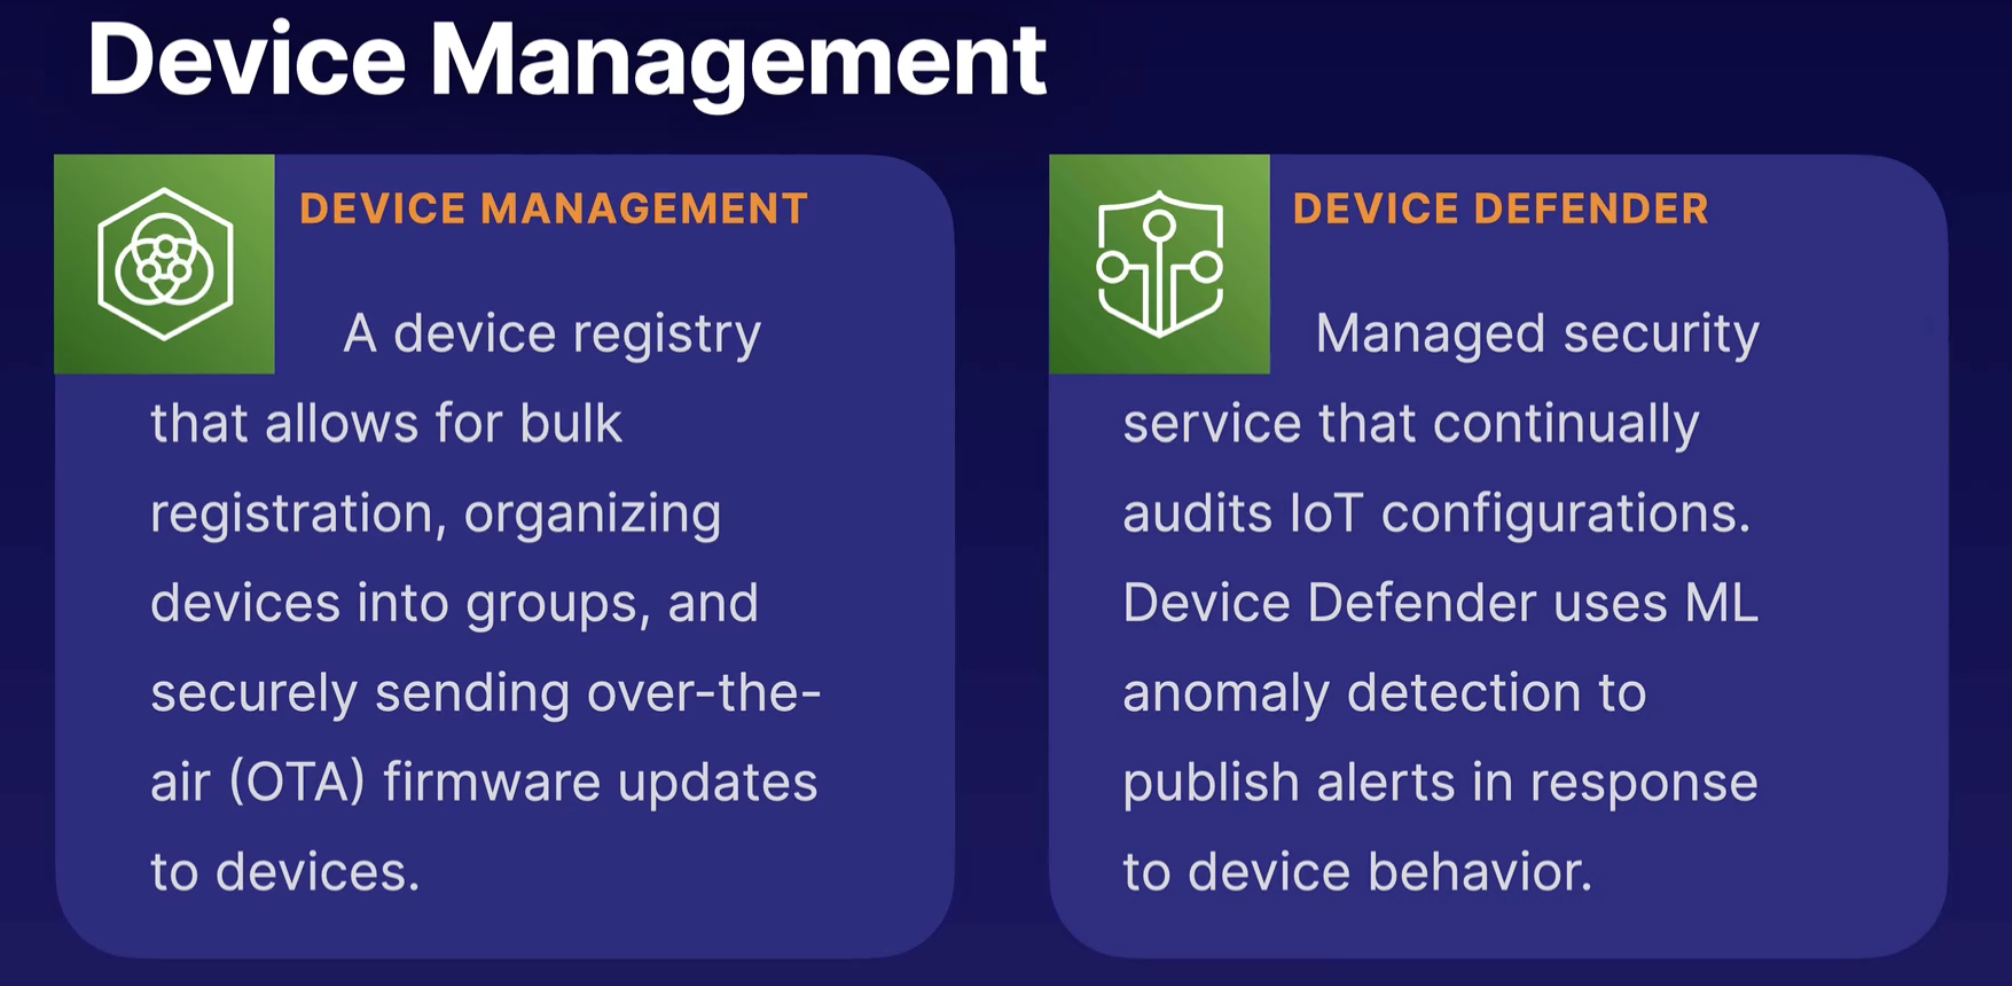 Device Management
DEVICE MANAGEMENT
A device registry
that allows for bulk
registration, organizing
devices into groups, and
securely sending over-the-
air (OTA) firmware updates
to devices.
DEVICE DEFENDER
Managed security
service that continually
audits IoT configurations.
Device Defender uses ML
anomaly detection to
publish alerts in response
to device behavior.